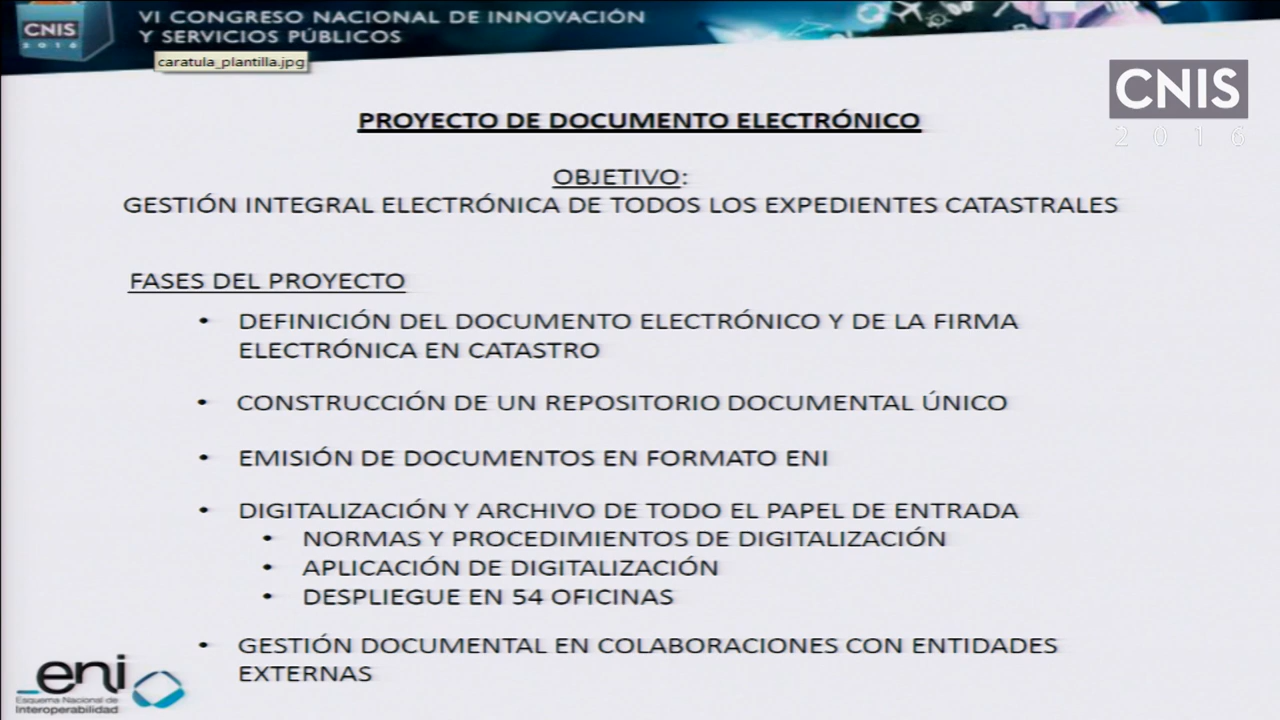 CNIS
2016
VI CONGRESO NACIONAL DE INNOVACIÓN
Y SERVICIOS PÚBLICOS
caratula_plantilla.jpg
CNIS
2016
PROYECTO DE DOCUMENTO ELECTRÓNICO
OBJETIVO:
GESTIÓN INTEGRAL ELECTRÓNICA DE TODOS LOS EXPEDIENTES CATASTRALES
FASES DEL PROYECTO
• DEFINICIÓN DEL DOCUMENTO ELECTRÓNICO Y DE LA FIRMA
ELECTRÓNICA EN CATASTRO
• CONSTRUCCIÓN DE UN REPOSITORIO DOCUMENTAL ÚNICO
• EMISIÓN DE DOCUMENTOS EN FORMATO ENI
• DIGITALIZACIÓN Y ARCHIVO DE TODO EL PAPEL DE ENTRADA
• NORMAS Y PROCEDIMIENTOS DE DIGITALIZACIÓN
• APLICACIÓN DE DIGITALIZACIÓN
• DESPLIEGUE EN 54 OFICINAS
• GESTIÓN DOCUMENTAL EN COLABORACIONES CON ENTIDADES
EXTERNAS
_eni
Esquema Nacional de
Interoperabilidad